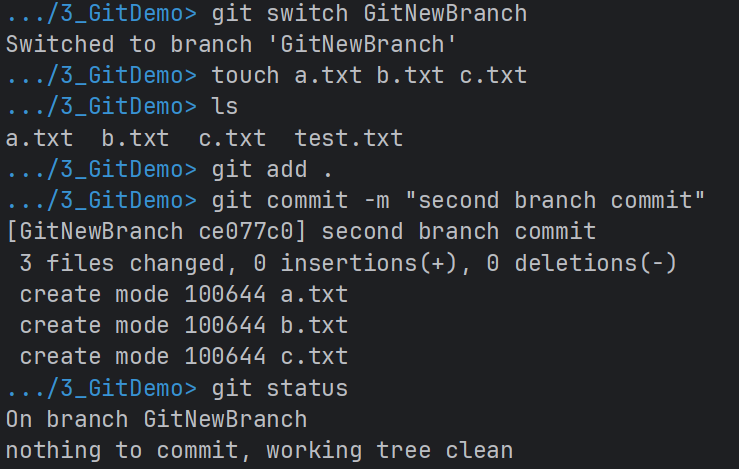 .../3_GitDemo> git switch GitNewBranch
Switched to branch 'GitNewBranch'
.../3_GitDemo> touch a.txt b.txt c.txt
.../3_GitDemo> ls
a.txt  b.txt  c.txt  test.txt
.../3_GitDemo> git add .
.../3_GitDemo> git commit -m "second branch commit"
[GitNewBranch ce077c0] second branch commit
 3 files changed, 0 insertions(+), 0 deletions(-)
 create mode 100644 a.txt
 create mode 100644 b.txt
 create mode 100644 c.txt
.../3_GitDemo> git status
On branch GitNewBranch
nothing to commit, working tree clean